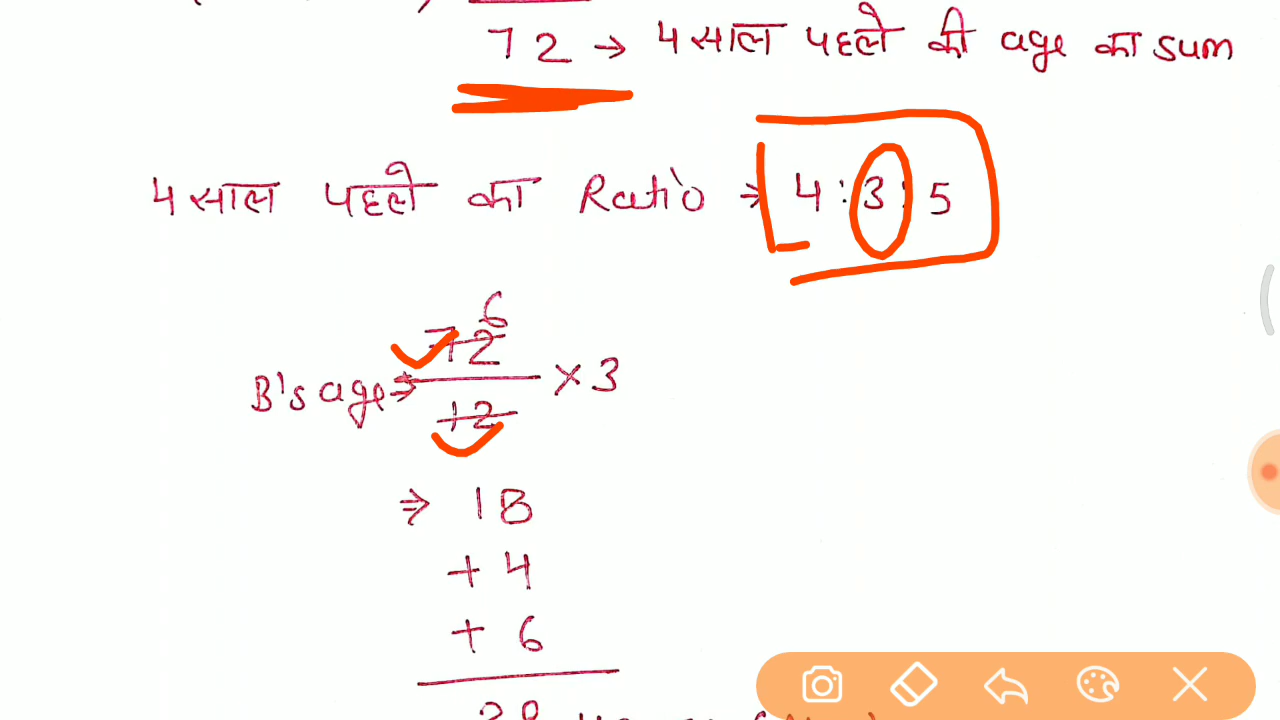 72 → 4 साल पहले की age का sum
4 साल पहले का Ratio ⇒ 4 : 3 : 5
6
B's age ⇒ 72/12 × 3
⇒ 18
+ 4
+ 6
28